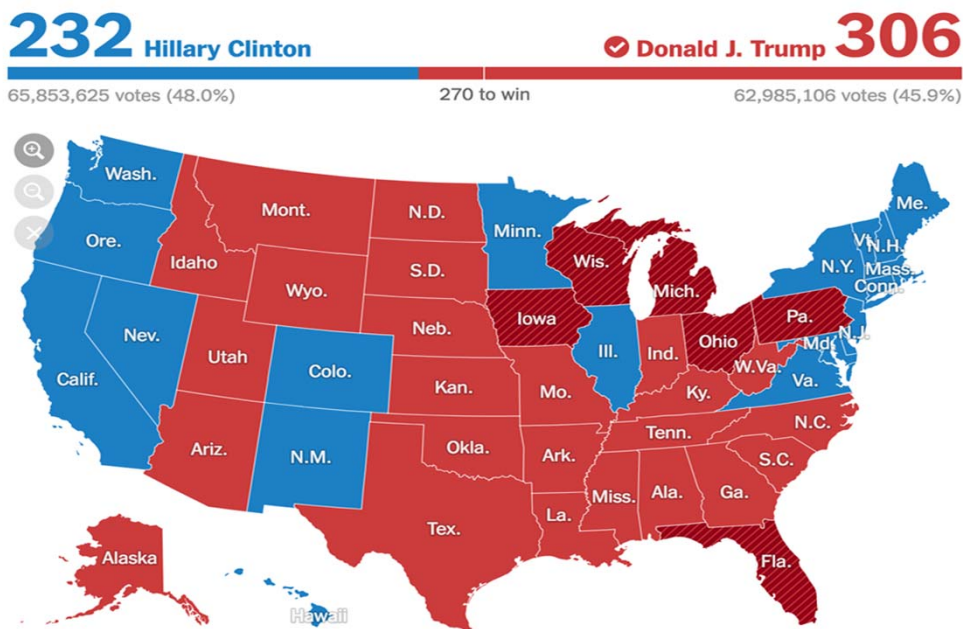 232 Hillary Clinton
Donald J. Trump 306
65,853,625 votes (48.0%)
270 to win
62,985,106 votes (45.9%)
Wash.
Mont.
N.D.
Minn.
Me.
Ore.
Idaho
S.D.
Wis.
Mich.
N.Y.
Vt.
N.H.
Mass.
Conn.
Wyo.
Iowa
Pa.
N.J.
Nev.
Utah
Colo.
Neb.
Ill.
Ind.
Ohio
W.Va.
Md.
Va.
Calif.
Kan.
Mo.
Ky.
Ariz.
N.M.
Okla.
Ark.
Tenn.
N.C.
S.C.
Tex.
La.
Miss.
Ala.
Ga.
Fla.
Alaska
Hawaii